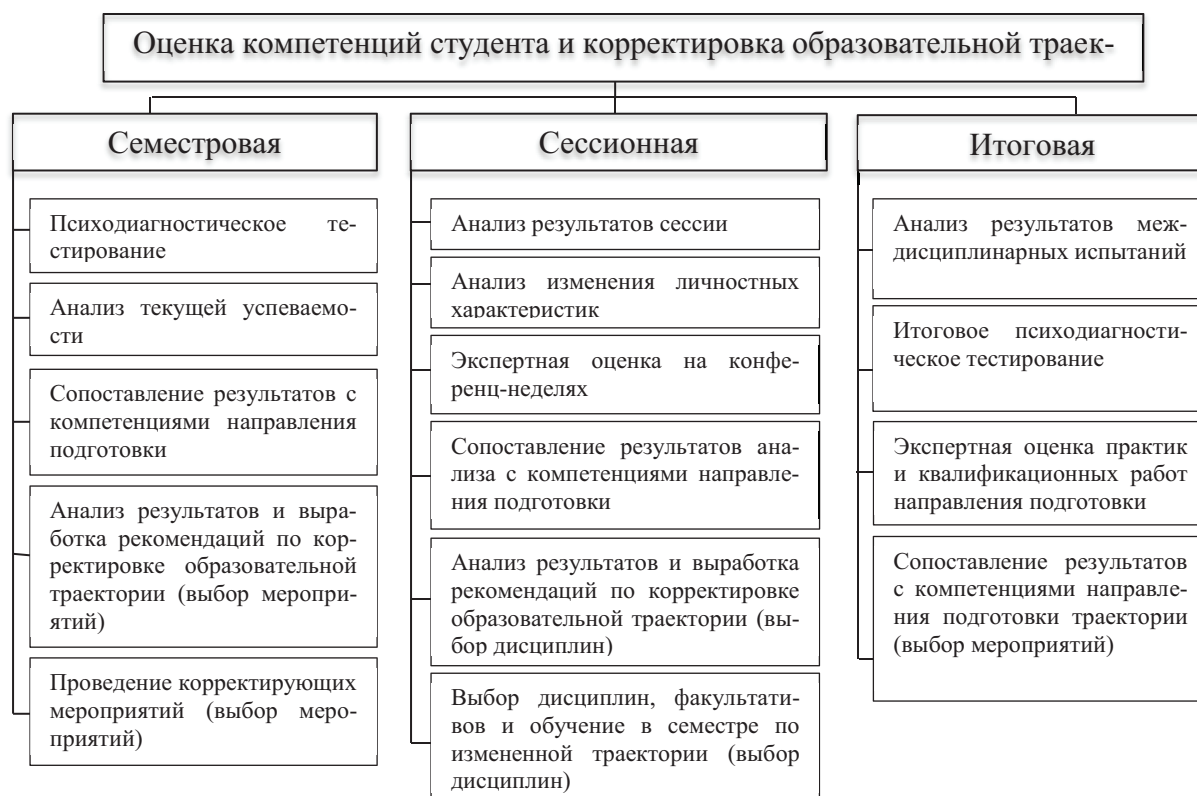 Оценка компетенций студента и корректировка образовательной траек-
Семестровая
Психодиагностическое те-
стирование
Анализ текущей успеваемо-
сти
Сопоставление результатов с
компетенциями направления
подготовки
Анализ результатов и выра-
ботка рекомендаций по кор-
ректировке образовательной
траектории (выбор мероприя-
тий)
Проведение корректирующих
мероприятий (выбор меро-
приятий)
Сессионная
Анализ результатов сессии
Анализ изменения личностных
характеристик
Экспертная оценка на конфе-
ренц-неделях
Сопоставление результатов ана-
лиза с компетенциями направле-
ния подготовки
Анализ результатов и выработка
рекомендаций по корректировке
образовательной траектории (вы-
бор дисциплин)
Выбор дисциплин, факультати-
вов и обучение в семестре по
измененной траектории (выбор
дисциплин)
Итоговая
Анализ результатов меж-
дисциплинарных испытаний
Итоговое психодиагности-
ческое тестирование
Экспертная оценка практик
и квалификационных работ
направления подготовки
Сопоставление результатов
с компетенциями направле-
ния подготовки траектории
(выбор мероприятий)